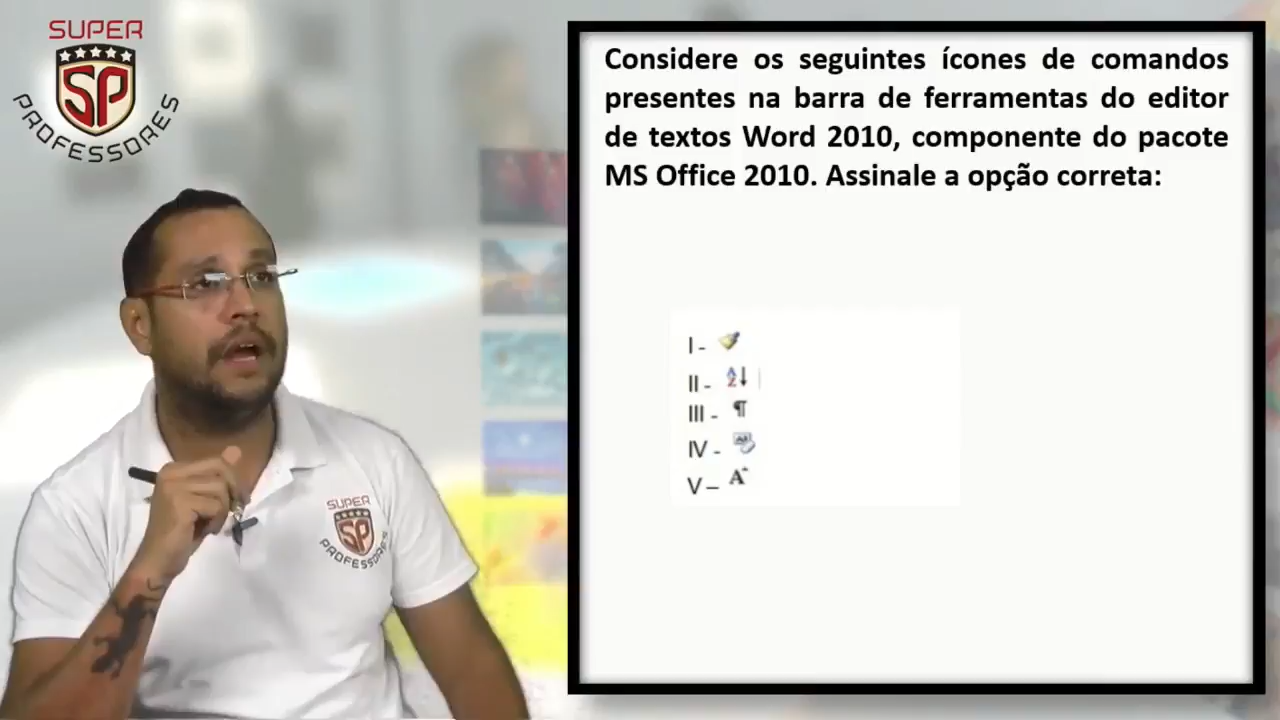 SUPER
SP
PROFESSORES
Considere os seguintes ícones de comandos
presentes na barra de ferramentas do editor
de textos Word 2010, componente do pacote
MS Office 2010. Assinale a opção correta:
I -
II - AZ↓
III - ¶
IV -
V – A
SUPER
SP
PROFESSORES